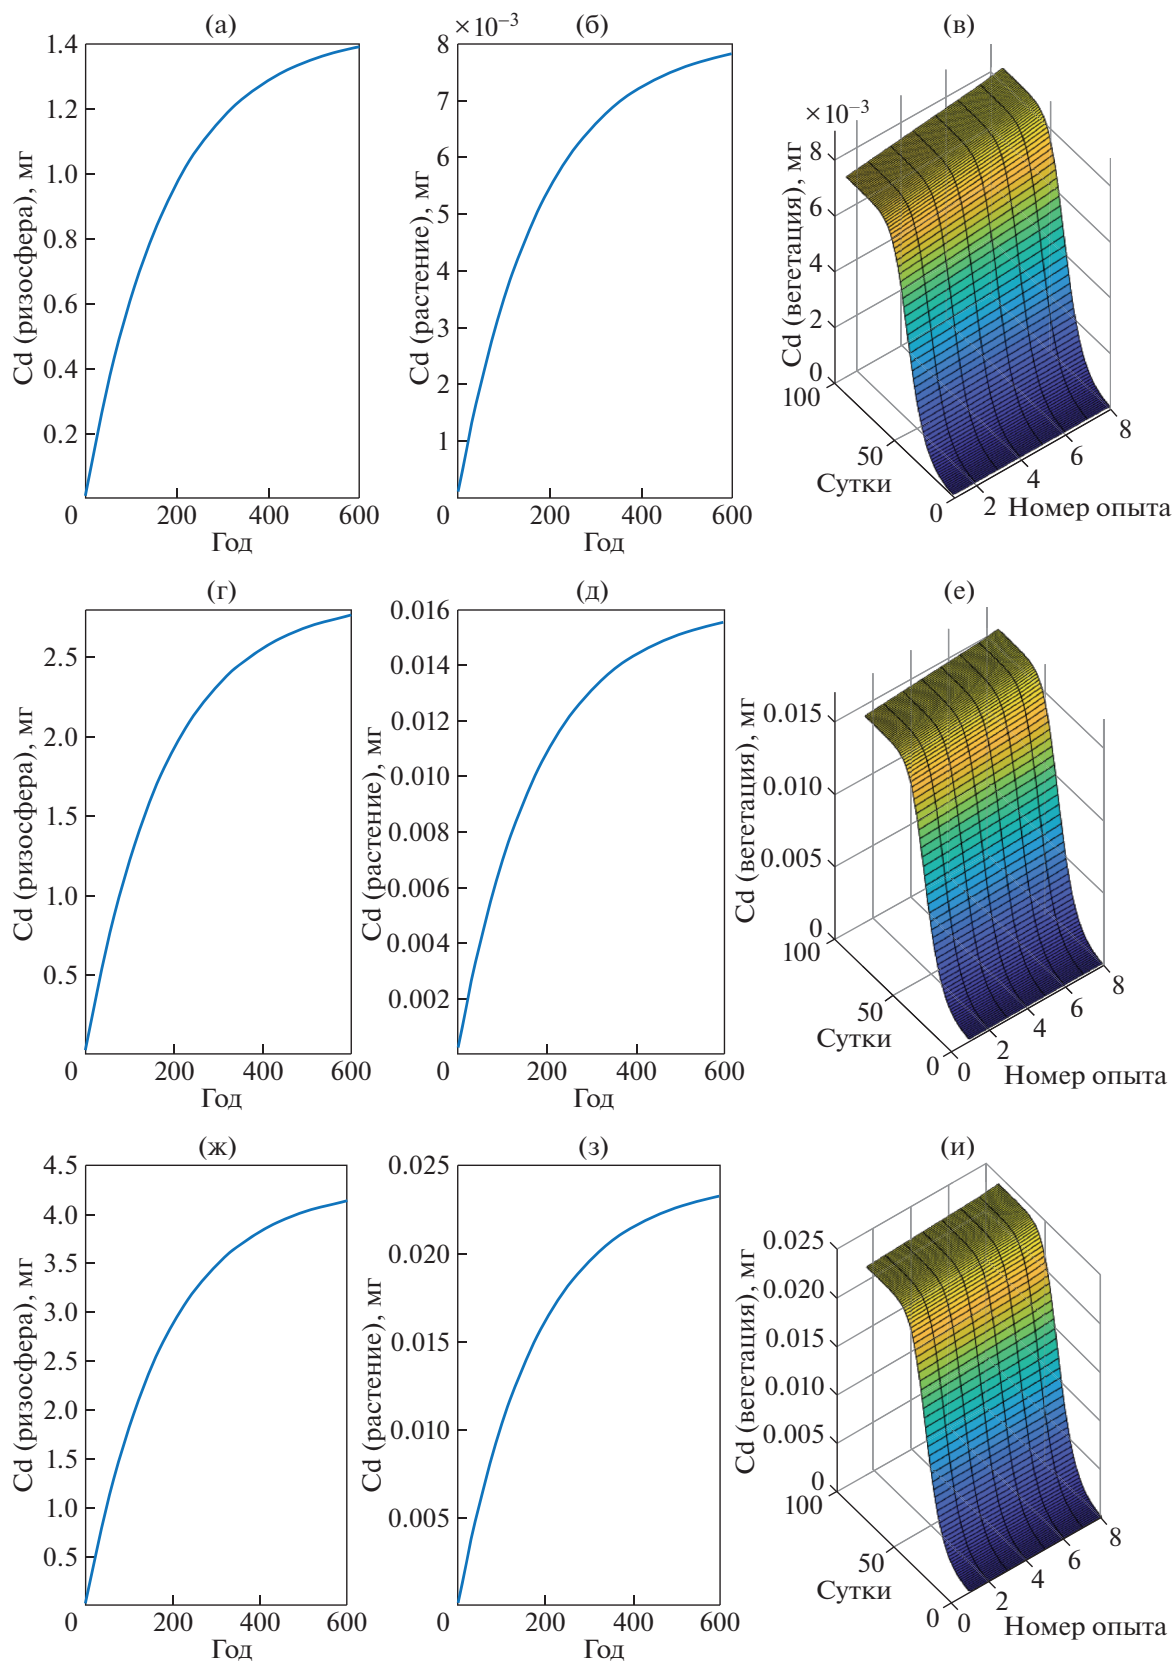 (а)
Cd (ризосфера), мг
1.4
1.2
1.0
0.8
0.6
0.4
0.2
0 200 400 600
Год
(б)
×10⁻³
Cd (растение), мг
8
7
6
5
4
3
2
1
0 200 400 600
Год
(в)
×10⁻³
Cd (вегетация), мг
8
6
4
2
0
100
50
0
Сутки
2 4 6 8
Номер опыта
(г)
Cd (ризосфера), мг
2.5
2.0
1.5
1.0
0.5
0 200 400 600
Год
(д)
Cd (растение), мг
0.016
0.014
0.012
0.010
0.008
0.006
0.004
0.002
0 200 400 600
Год
(е)
Cd (вегетация), мг
0.015
0.010
0.005
0
100
50
0
Сутки
0 2 4 6 8
Номер опыта
(ж)
Cd (ризосфера), мг
4.5
4.0
3.5
3.0
2.5
2.0
1.5
1.0
0.5
0 200 400 600
Год
(з)
Cd (растение), мг
0.025
0.020
0.015
0.010
0.005
0 200 400 600
Год
(и)
Cd (вегетация), мг
0.025
0.020
0.015
0.010
0.005
0
100
50
0
Сутки
0 2 4 6 8
Номер опыта